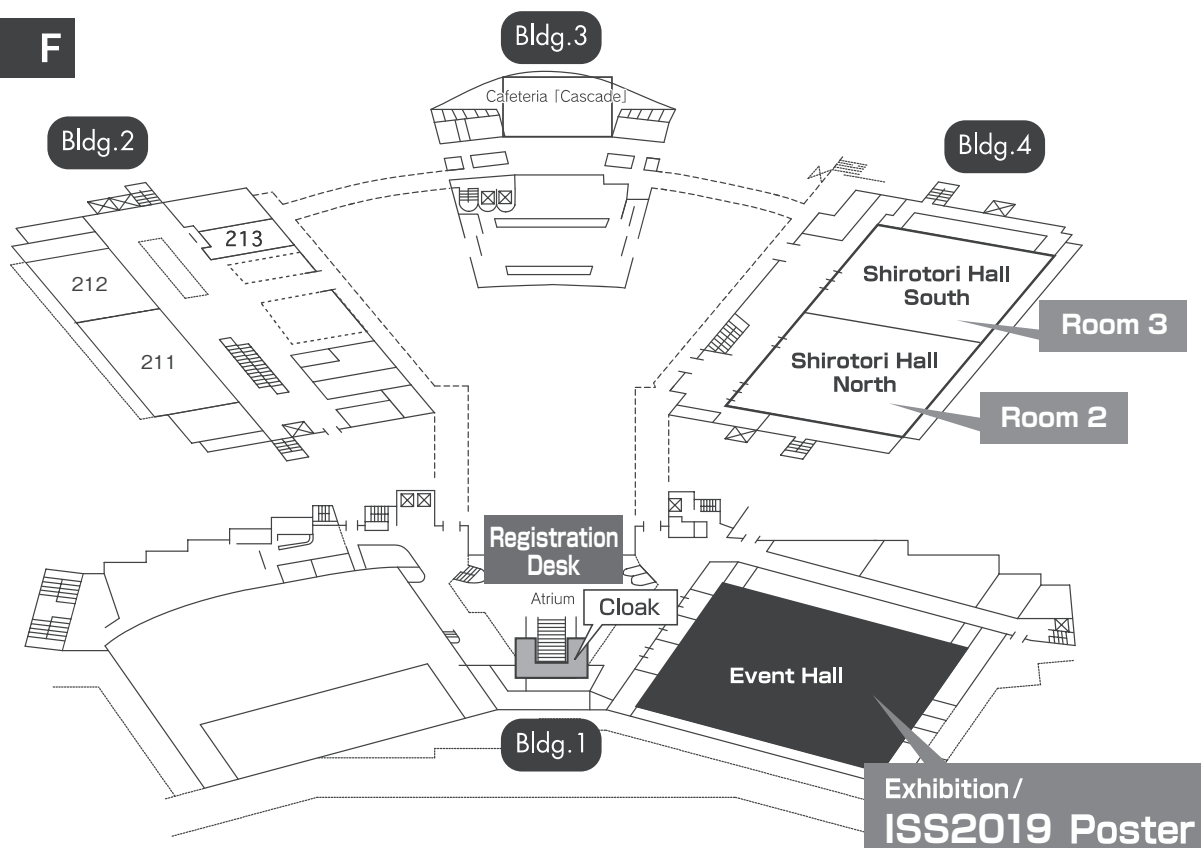 F
Bldg.3
Cafeteria「Cascade」
Bldg.2
Bldg.4
213
212
211
Shirotori Hall
South
Room 3
Shirotori Hall
North
Room 2
Registration
Desk
Atrium
Cloak
Event Hall
Bldg.1
Exhibition/
ISS2019 Poster